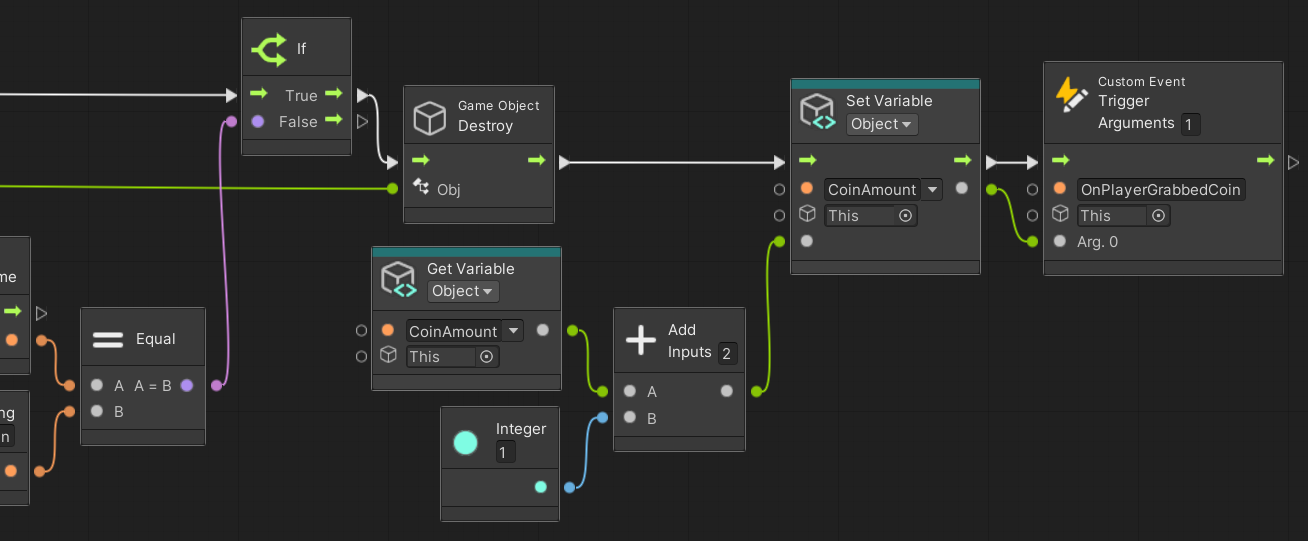 If
True
False
Game Object
Destroy
Obj
Set Variable
Object
CoinAmount
This
Custom Event
Trigger
Arguments 1
OnPlayerGrabbedCoin
This
Arg. 0
me
Equal
A A = B
B
ng
n
Get Variable
Object
CoinAmount
This
Integer
1
Add
Inputs 2
A
B